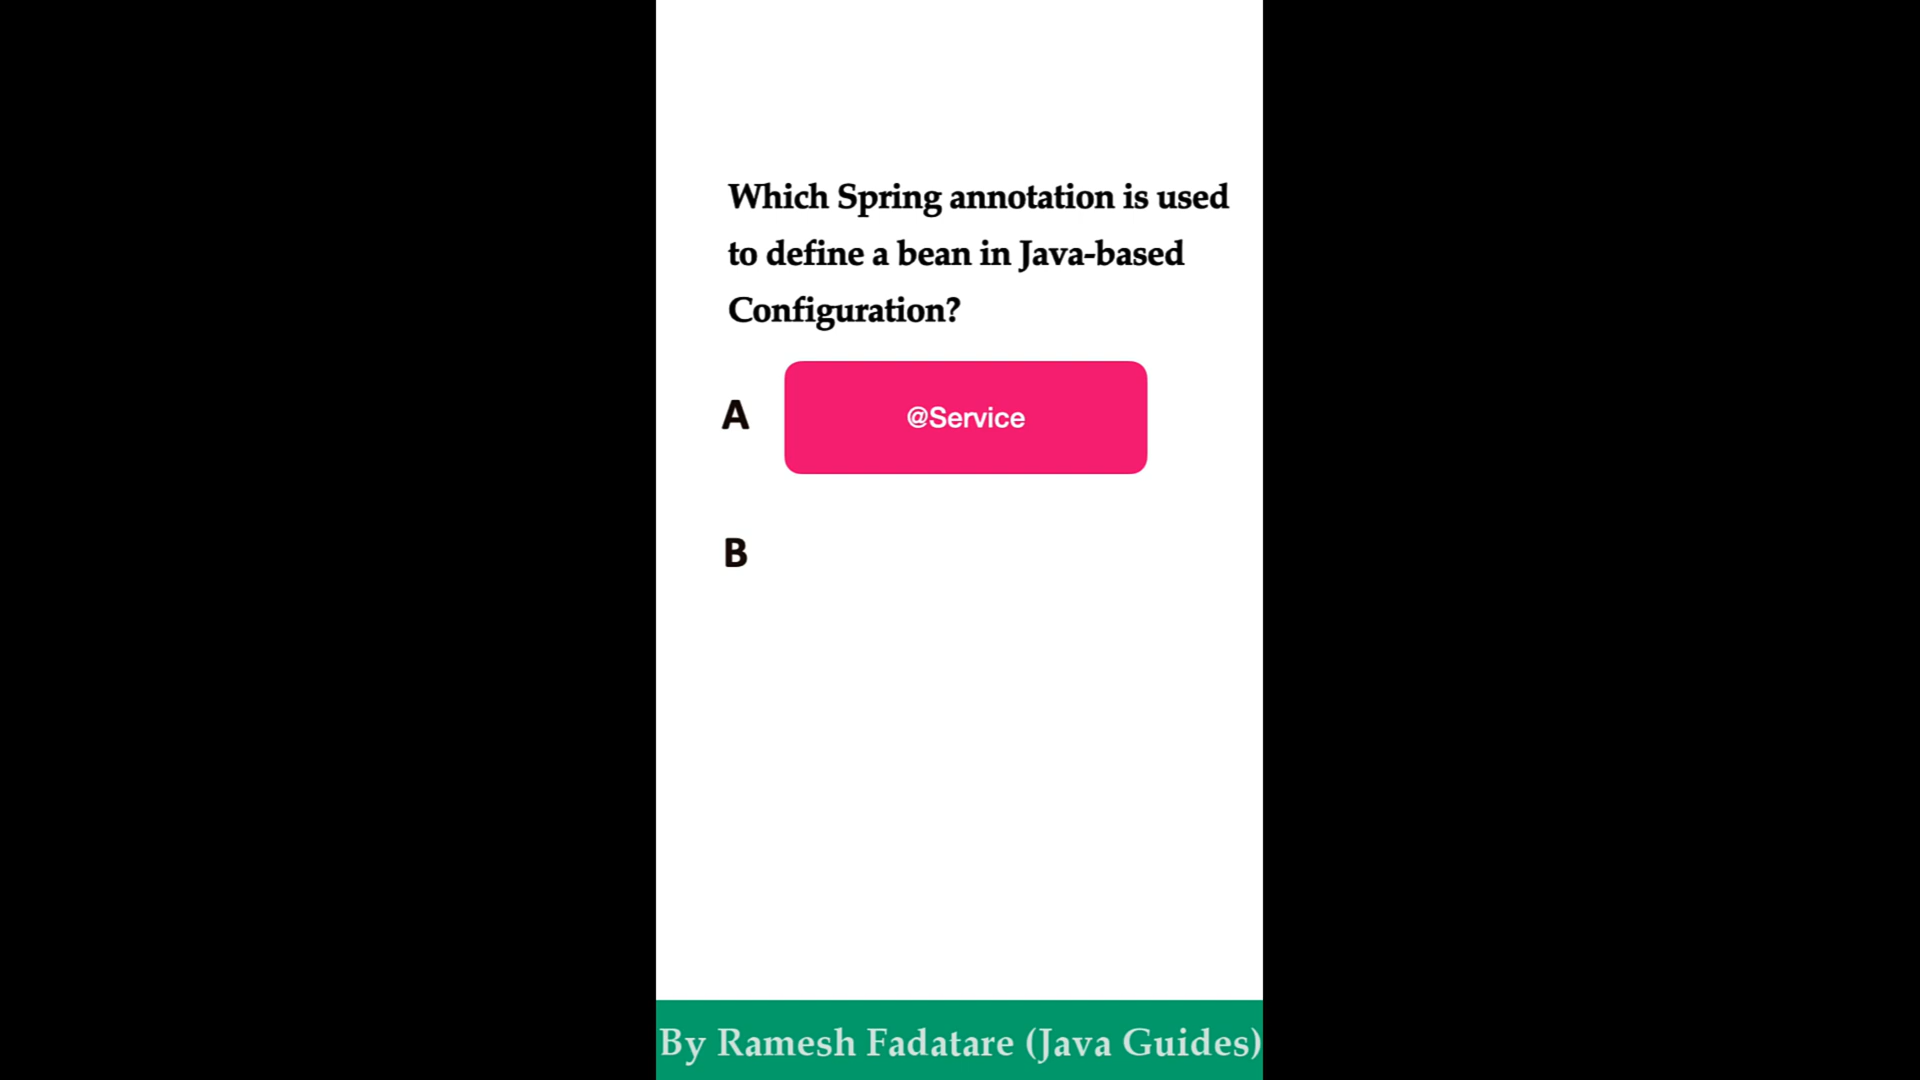 Which Spring annotation is used
to define a bean in Java-based
Configuration?
A @Service
B
By Ramesh Fadatare (Java Guides)